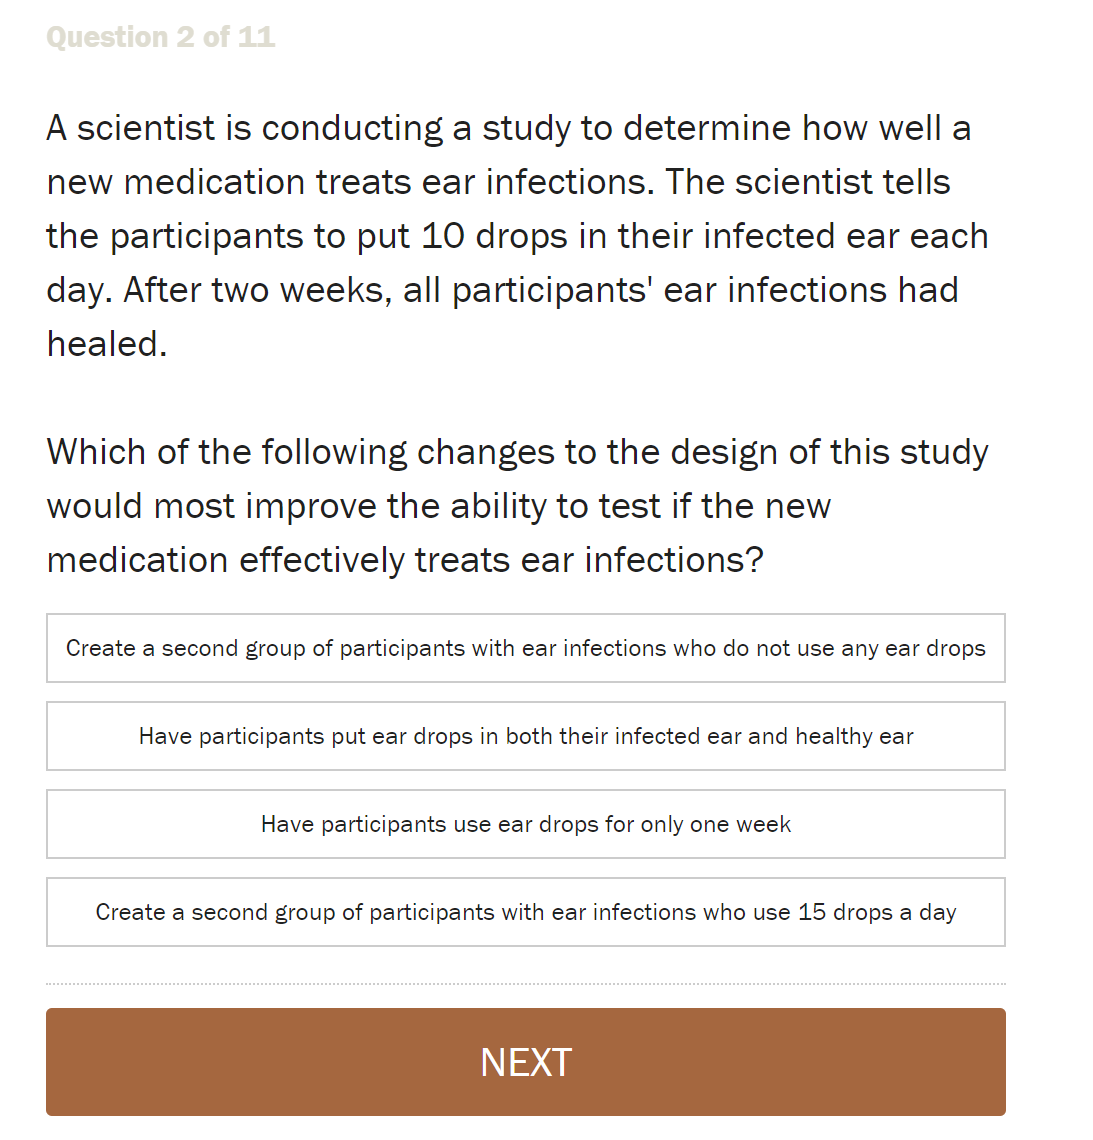 Question 2 of 11
A scientist is conducting a study to determine how well a
new medication treats ear infections. The scientist tells
the participants to put 10 drops in their infected ear each
day. After two weeks, all participants' ear infections had
healed.
Which of the following changes to the design of this study
would most improve the ability to test if the new
medication effectively treats ear infections?
Create a second group of participants with ear infections who do not use any ear drops
Have participants put ear drops in both their infected ear and healthy ear
Have participants use ear drops for only one week
Create a second group of participants with ear infections who use 15 drops a day
NEXT